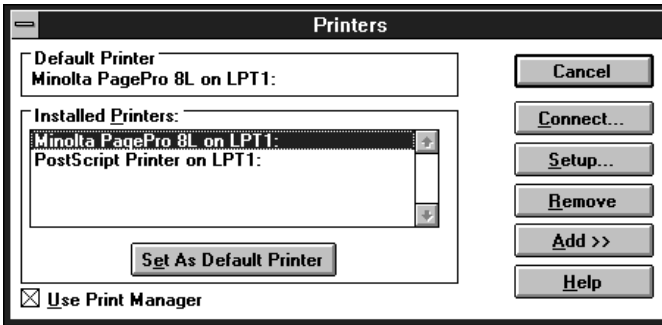 Printers
Default Printer
Minolta PagePro 8L on LPT1:
Installed Printers:
Minolta PagePro 8L on LPT1:
PostScript Printer on LPT1:
Set As Default Printer
Use Print Manager
Cancel
Connect...
Setup...
Remove
Add >>
Help